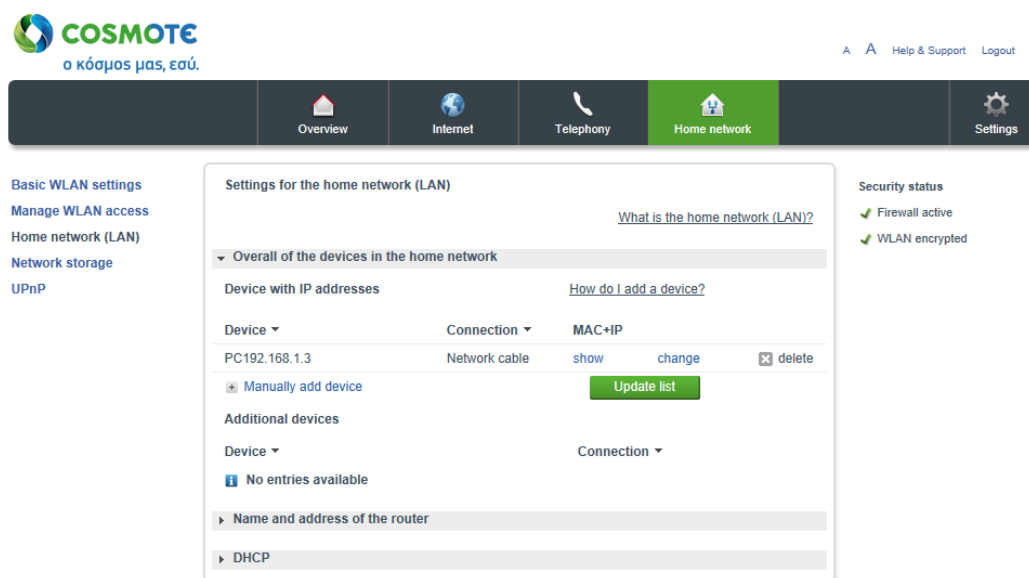 COSMOTE
ο κόσμος μας, εσύ.
A A Help & Support Logout
Overview Internet Telephony Home network Settings
Basic WLAN settings
Manage WLAN access
Home network (LAN)
Network storage
UPnP
Settings for the home network (LAN)
What is the home network (LAN)?
Overall of the devices in the home network
Device with IP addresses How do I add a device?
Device Connection MAC+IP
PC192.168.1.3 Network cable show change delete
Manually add device Update list
Additional devices
Device Connection
No entries available
Name and address of the router
DHCP
Security status
Firewall active
WLAN encrypted